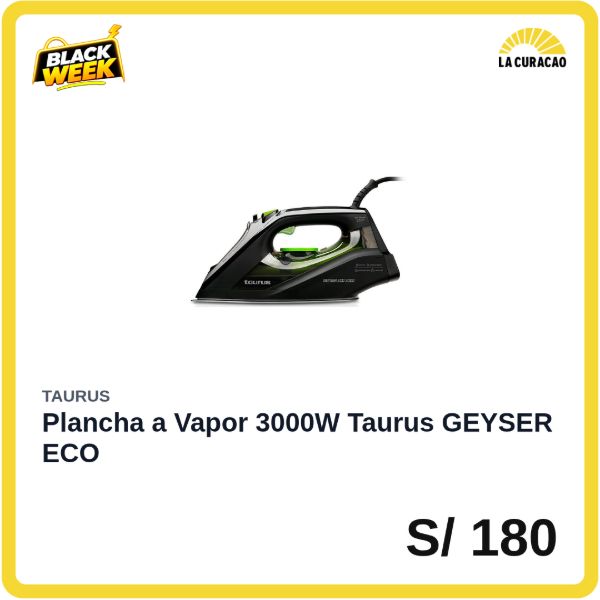 BLACK
WEEK
LA CURACAO
TAURUS
Plancha a Vapor 3000W Taurus GEYSER
ECO
S/ 180